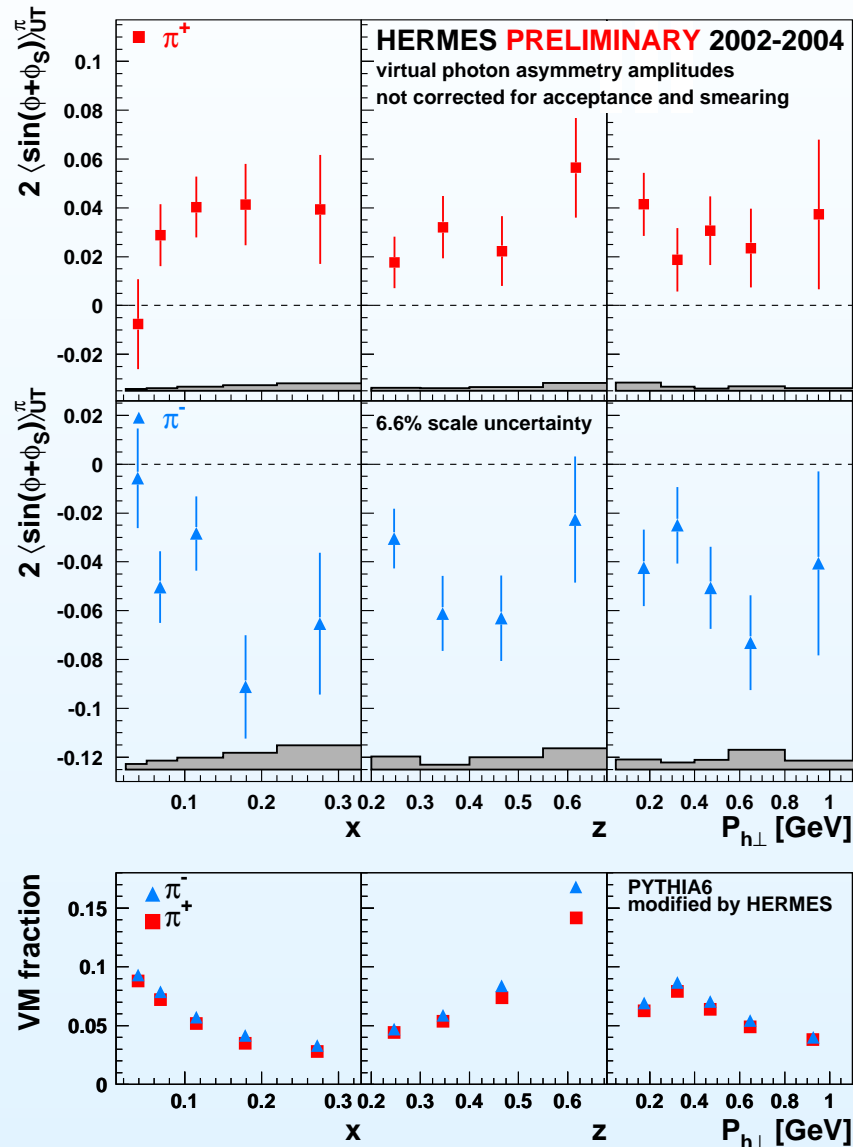 2 ⟨sin(φ+φ_S)⟩^π_UT
π⁺
HERMES PRELIMINARY 2002-2004
virtual photon asymmetry amplitudes
not corrected for acceptance and smearing
0.1
0.08
0.06
0.04
0.02
0
-0.02
2 ⟨sin(φ+φ_S)⟩^π_UT
π⁻
6.6% scale uncertainty
0.02
0
-0.02
-0.04
-0.06
-0.08
-0.1
-0.12
0.1 0.2 0.3 0.2 0.3 0.4 0.5 0.6 0.2 0.4 0.6 0.8 1
x z P_h⊥ [GeV]
VM fraction
π⁻
π⁺
PYTHIA6
modified by HERMES
0.15
0.1
0.05
0
0.1 0.2 0.3 0.2 0.3 0.4 0.5 0.6 0.2 0.4 0.6 0.8 1
x z P_h⊥ [GeV]